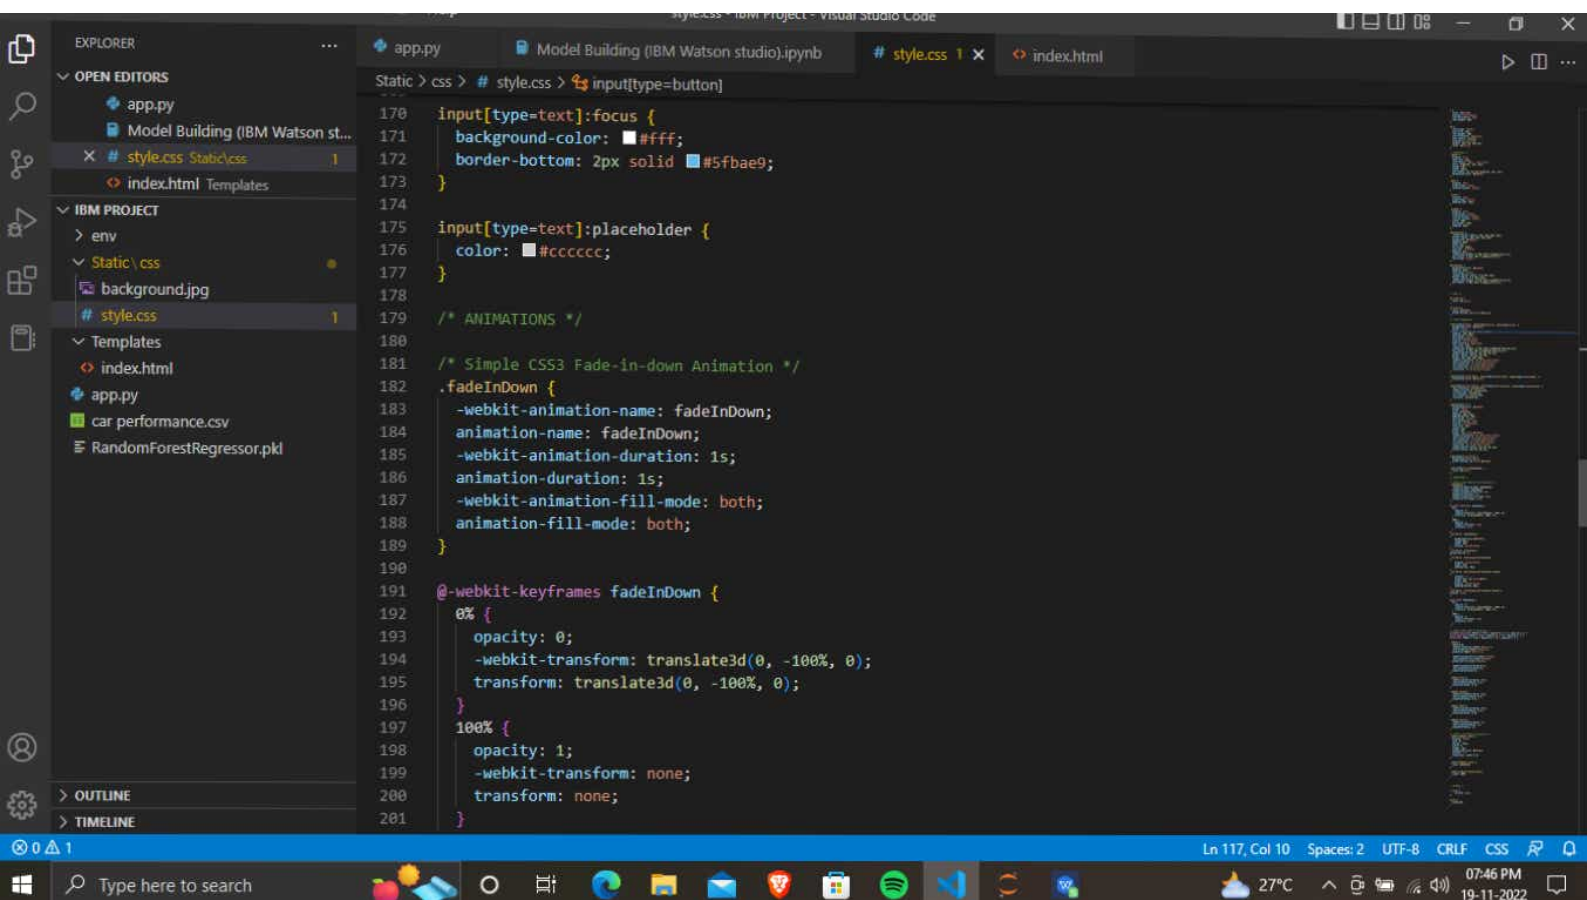 style.css - IBM Project - Visual Studio Code
EXPLORER
app.py
Model Building (IBM Watson studio).ipynb
# style.css 1
index.html
OPEN EDITORS
Static > css > # style.css > input[type=button]
app.py
Model Building (IBM Watson st...
# style.css Static\css 1
index.html Templates
IBM PROJECT
> env
Static\css
background.jpg
# style.css 1
Templates
index.html
app.py
car performance.csv
RandomForestRegressor.pkl
> OUTLINE
> TIMELINE
170 input[type=text]:focus {
171 background-color: #fff;
172 border-bottom: 2px solid #5fbae9;
173 }
174
175 input[type=text]:placeholder {
176 color: #cccccc;
177 }
178
179 /* ANIMATIONS */
180
181 /* Simple CSS3 Fade-in-down Animation */
182 .fadeInDown {
183 -webkit-animation-name: fadeInDown;
184 animation-name: fadeInDown;
185 -webkit-animation-duration: 1s;
186 animation-duration: 1s;
187 -webkit-animation-fill-mode: both;
188 animation-fill-mode: both;
189 }
190
191 @-webkit-keyframes fadeInDown {
192 0% {
193 opacity: 0;
194 -webkit-transform: translate3d(0, -100%, 0);
195 transform: translate3d(0, -100%, 0);
196 }
197 100% {
198 opacity: 1;
199 -webkit-transform: none;
200 transform: none;
201 }
0 1
Ln 117, Col 10 Spaces: 2 UTF-8 CRLF CSS
Type here to search
27°C
07:46 PM
19-11-2022